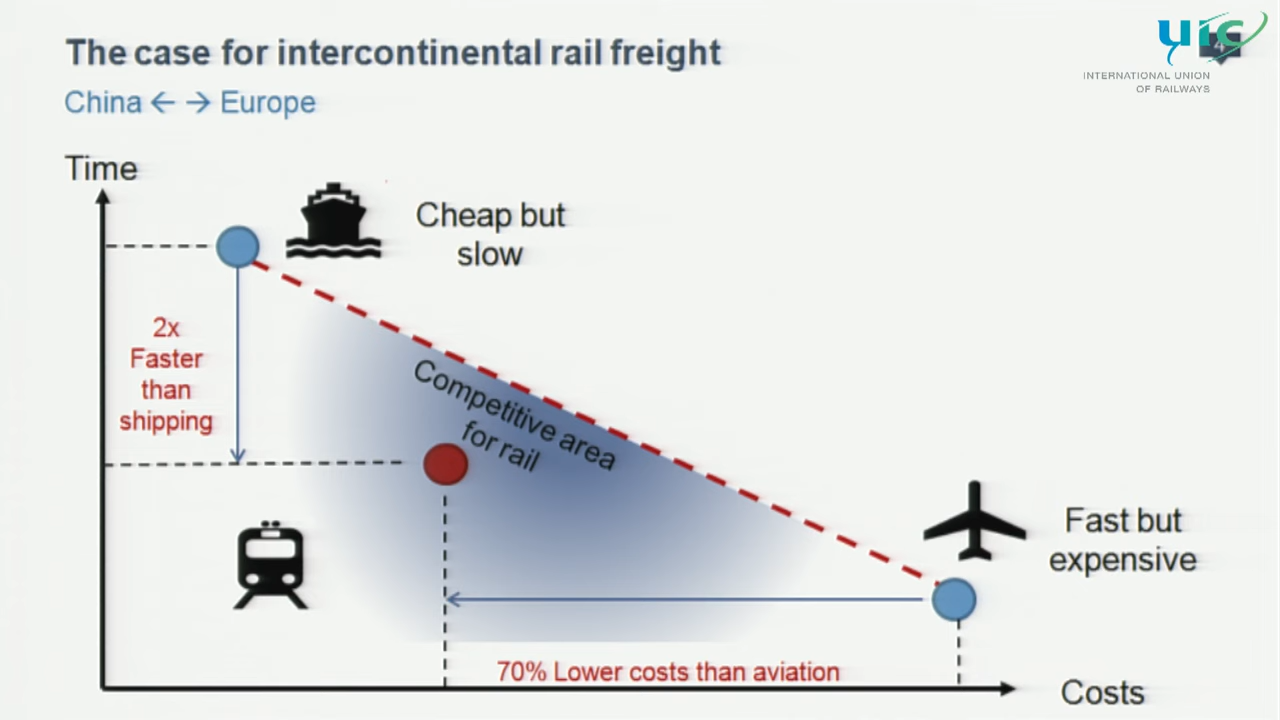 The case for intercontinental rail freight
China ← → Europe
uic
4
INTERNATIONAL UNION
OF RAILWAYS
Time
Cheap but
slow
2x
Faster
than
shipping
Competitive area
for rail
Fast but
expensive
70% Lower costs than aviation
Costs